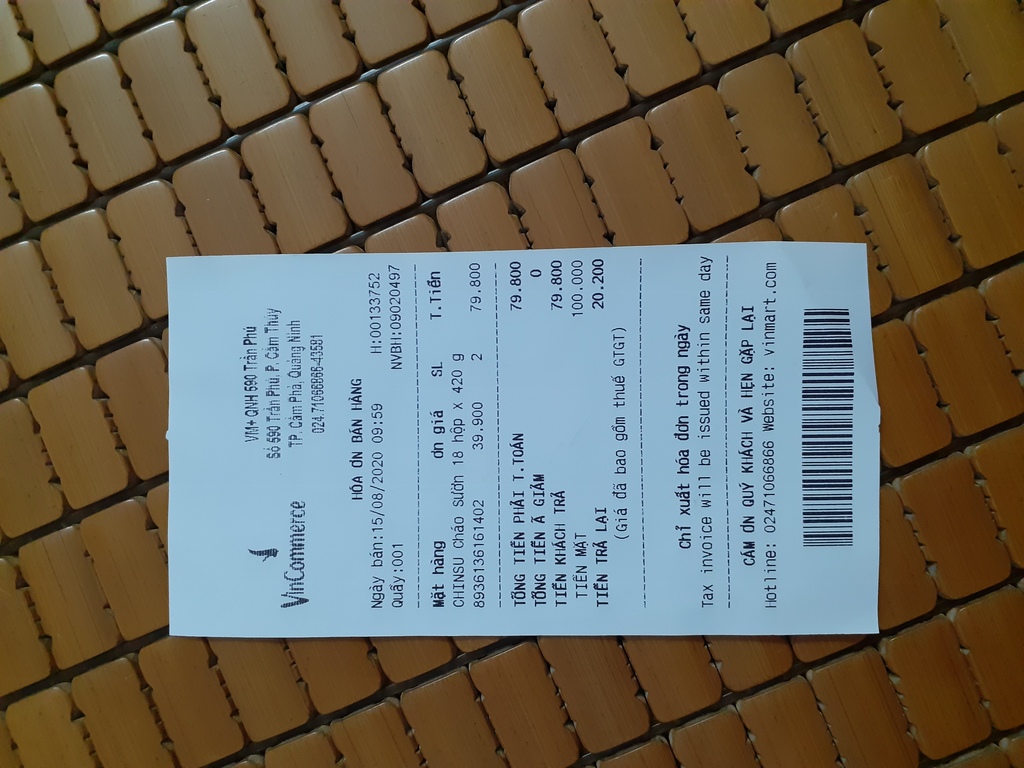 VinCommerce
VM+ QNH 590 Trần Phú
Số 590 Trần Phú, P. Cẩm Thủy
TP. Cẩm Phả, Quảng Ninh
024.71066866-43581
HÓA ĐN BÁN HÀNG
Ngày bán:15/08/2020 09:59 H:00133752
Quầy:001 NVBH:09020497
Mặt hàng đn giá SL T.Tiền
CHINSU Cháo sườn 18 hộp x 420 g
8936136161402 39.900 2 79.800
TỔNG TIỀN PHẢI T.TOÁN 79.800
TỔNG TIỀN Ã GIẢM 0
TIỀN KHÁCH TRẢ 79.800
TIỀN MẶT 100.000
TIỀN TRẢ LẠI 20.200
(Giá đã bao gồm thuế GTGT)
Chỉ xuất hóa đơn trong ngày
Tax invoice will be issued within same day
CÁM ƠN QUÝ KHÁCH VÀ HẸN GẶP LẠI
Hotline: 02471066866 Website: vinmart.com